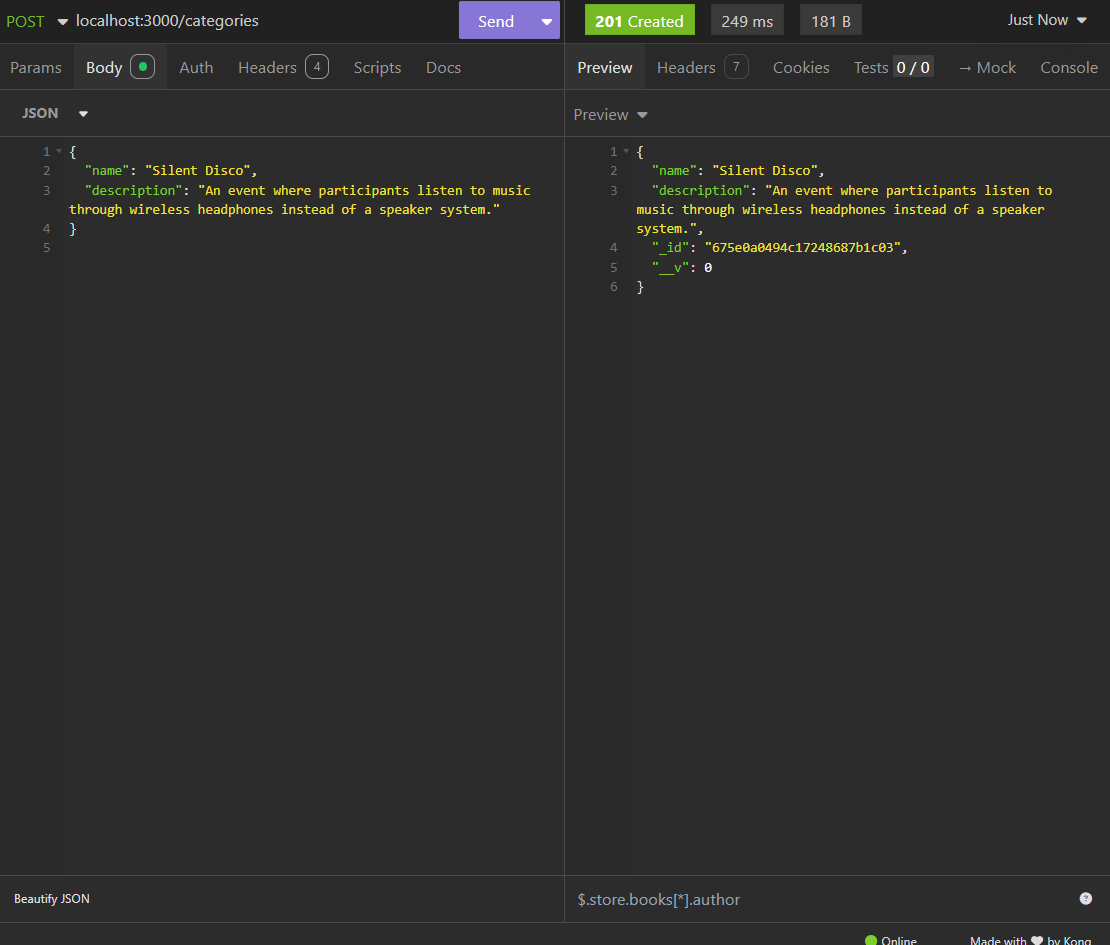 POST localhost:3000/categories Send 201 Created 249 ms 181 B Just Now
Params Body Auth Headers 4 Scripts Docs Preview Headers 7 Cookies Tests 0 / 0 → Mock Console
JSON
Preview
1 {
2 "name": "Silent Disco",
3 "description": "An event where participants listen to music
through wireless headphones instead of a speaker system."
4 }
5
1 {
2 "name": "Silent Disco",
3 "description": "An event where participants listen to
music through wireless headphones instead of a speaker
system.",
4 "_id": "675e0a0494c17248687b1c03",
5 "__v": 0
6 }
Beautify JSON
$.store.books[*].author ?
Online Made with ♥ by Kong